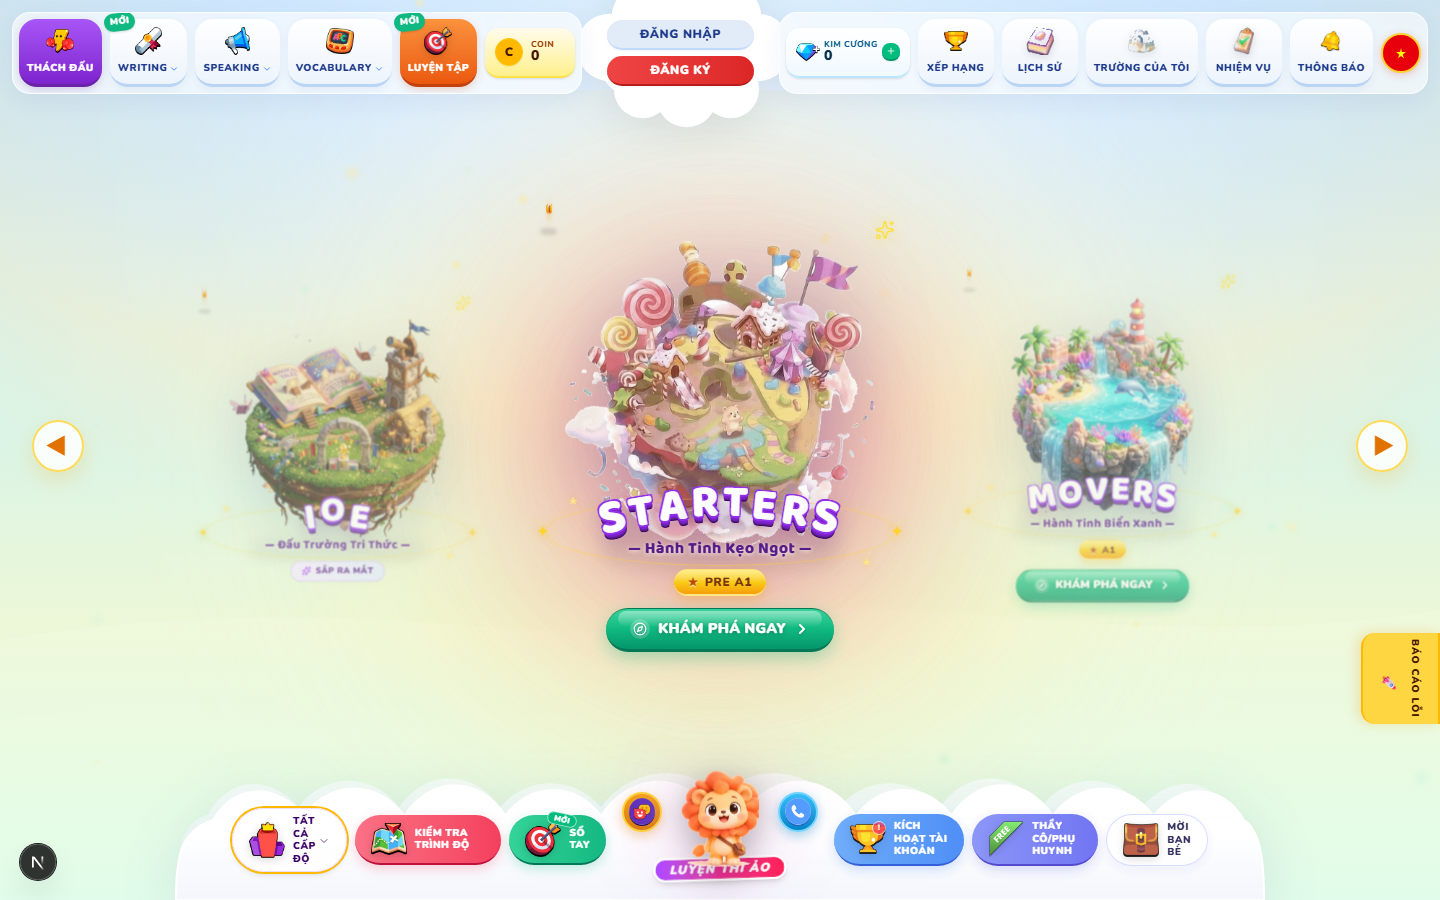 THÁCH ĐẤU
MỚI
WRITING
SPEAKING
ABC
VOCABULARY
MỚI
LUYỆN TẬP
C
COIN
0
ĐĂNG NHẬP
ĐĂNG KÝ
KIM CƯƠNG
0
+
XẾP HẠNG
LỊCH SỬ
TRƯỜNG CỦA TÔI
NHIỆM VỤ
THÔNG BÁO
IOE
— Đấu Trường Tri Thức —
SẮP RA MẮT
STARTERS
— Hành Tinh Kẹo Ngọt —
★ PRE A1
KHÁM PHÁ NGAY
MOVERS
— Hành Tinh Biển Xanh —
★ A1
KHÁM PHÁ NGAY
BÁO CÁO LỖI
TẤT
CẢ
CẤP
ĐỘ
KIỂM TRA
TRÌNH ĐỘ
MỚI
SỔ
TAY
LUYỆN THI ẢO
!
KÍCH
HOẠT TÀI
KHOẢN
FREE
THẦY
CÔ/PHỤ
HUYNH
MỜI
BẠN
BÈ
N